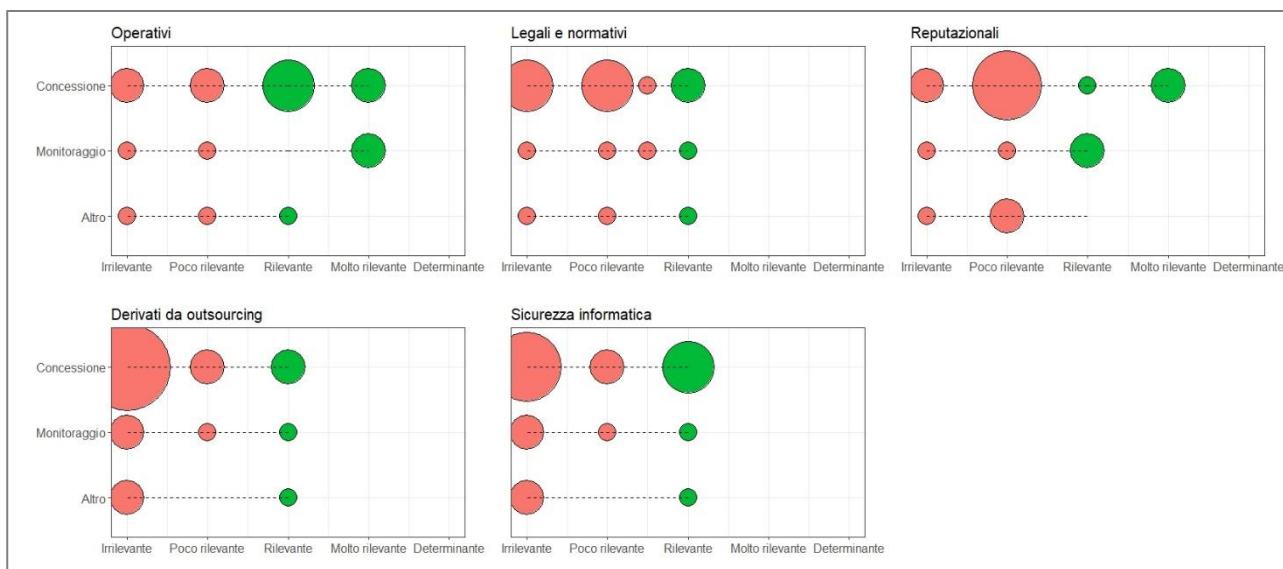 Operativi
Legali e normativi
Reputazionali
Concessione
Monitoraggio
Altro
Irrilevante Poco rilevante Rilevante Molto rilevante Determinante
Irrilevante Poco rilevante Rilevante Molto rilevante Determinante
Irrilevante Poco rilevante Rilevante Molto rilevante Determinante
Derivati da outsourcing
Sicurezza informatica
Concessione
Monitoraggio
Altro
Irrilevante Poco rilevante Rilevante Molto rilevante Determinante
Irrilevante Poco rilevante Rilevante Molto rilevante Determinante